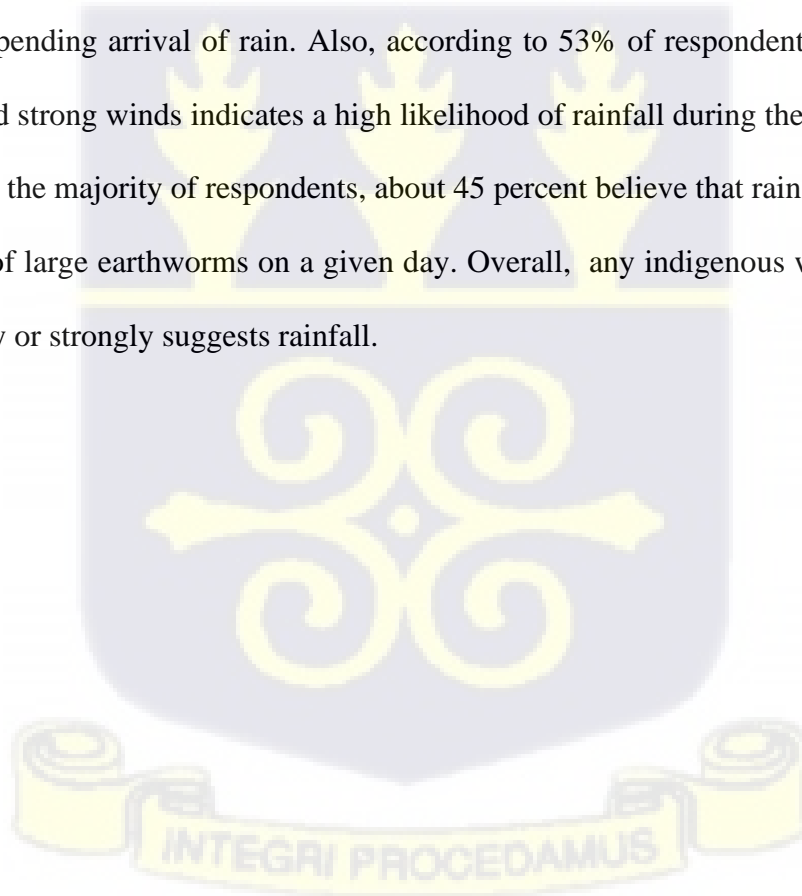 pending arrival of rain. Also, according to 53% of respondent
d strong winds indicates a high likelihood of rainfall during the
the majority of respondents, about 45 percent believe that rain
of large earthworms on a given day. Overall, any indigenous
y or strongly suggests rainfall.
INTEGRI PROCEDAMUS